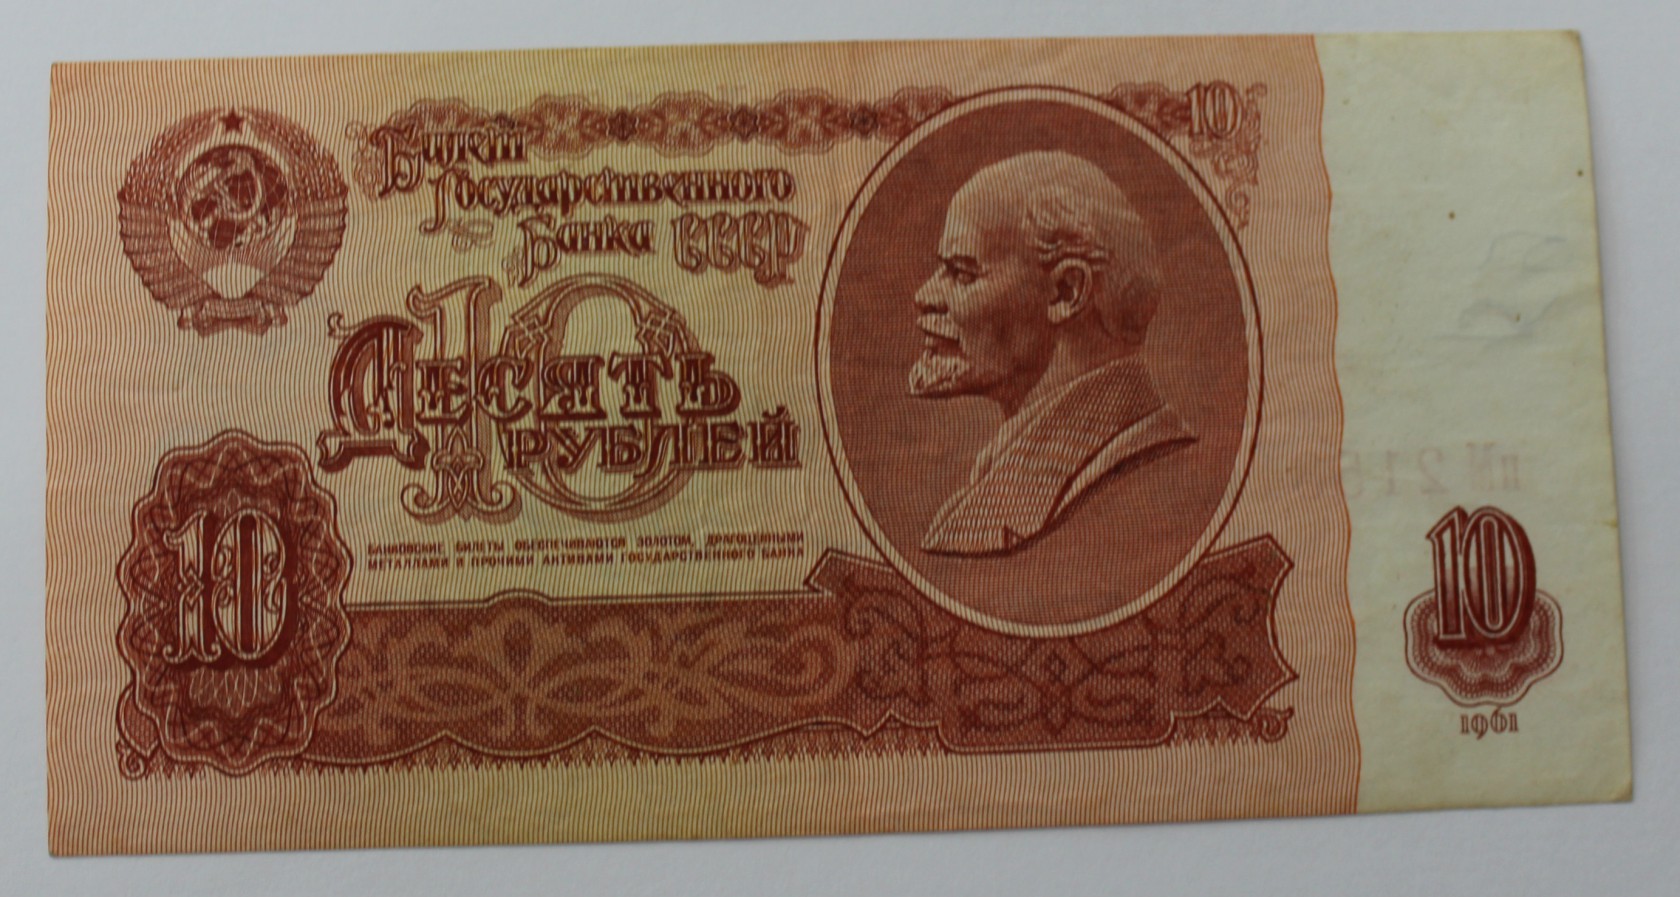 Билет
Государственного
Банка СССР
10
10
Десять
рублей
Банковские билеты обеспечиваются золотом, драгоценными
металлами и прочими активами Государственного банка
10
10
1961